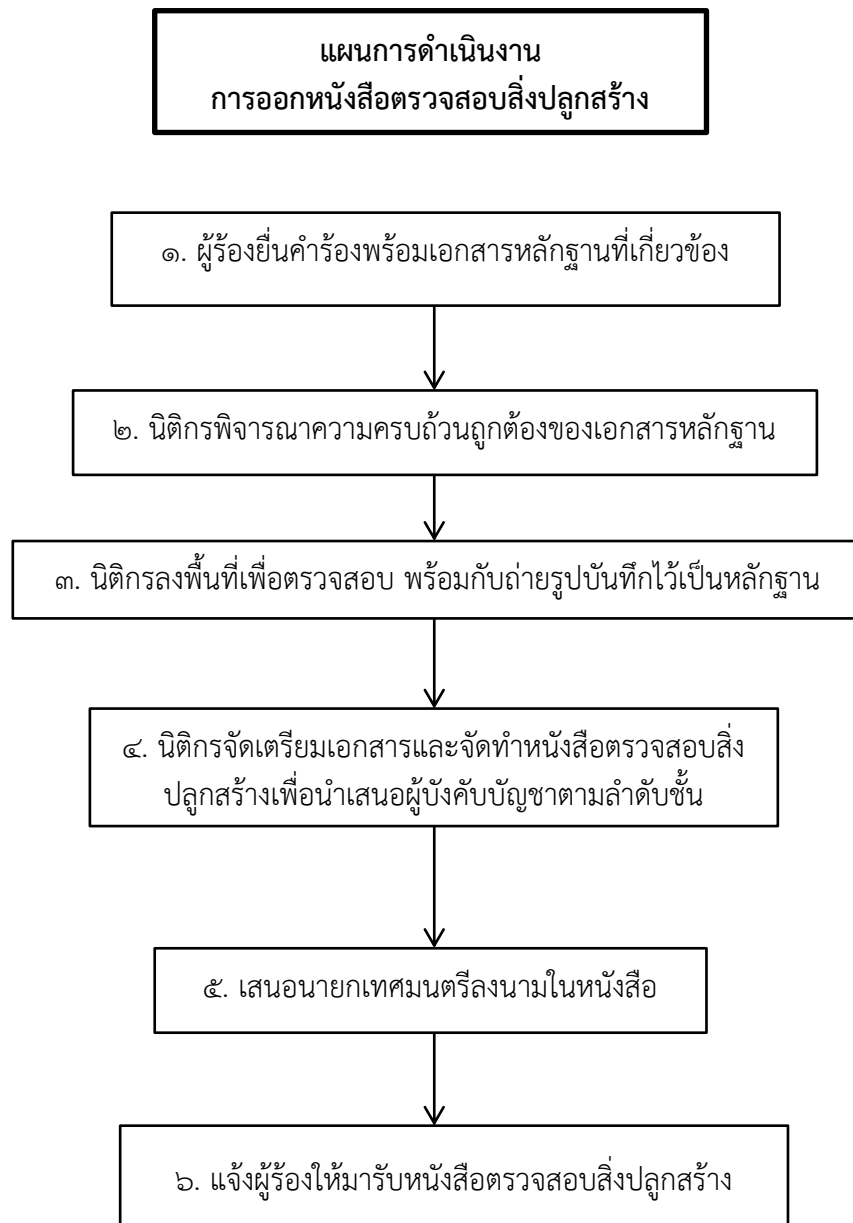 แผนการดำเนินงาน
การออกหนังสือตรวจสอบสิ่งปลูกสร้าง
๑. ผู้ร้องยื่นคำร้องพร้อมเอกสารหลักฐานที่เกี่ยวข้อง
๒. นิติกรพิจารณาความครบถ้วนถูกต้องของเอกสารหลักฐาน
๓. นิติกรลงพื้นที่เพื่อตรวจสอบ พร้อมกับถ่ายรูปบันทึกไว้เป็นหลักฐาน
๔. นิติกรจัดเตรียมเอกสารและจัดทำหนังสือตรวจสอบสิ่ง
ปลูกสร้างเพื่อนำเสนอผู้บังคับบัญชาตามลำดับชั้น
๕. เสนอนายกเทศมนตรีลงนามในหนังสือ
๖. แจ้งผู้ร้องให้มารับหนังสือตรวจสอบสิ่งปลูกสร้าง